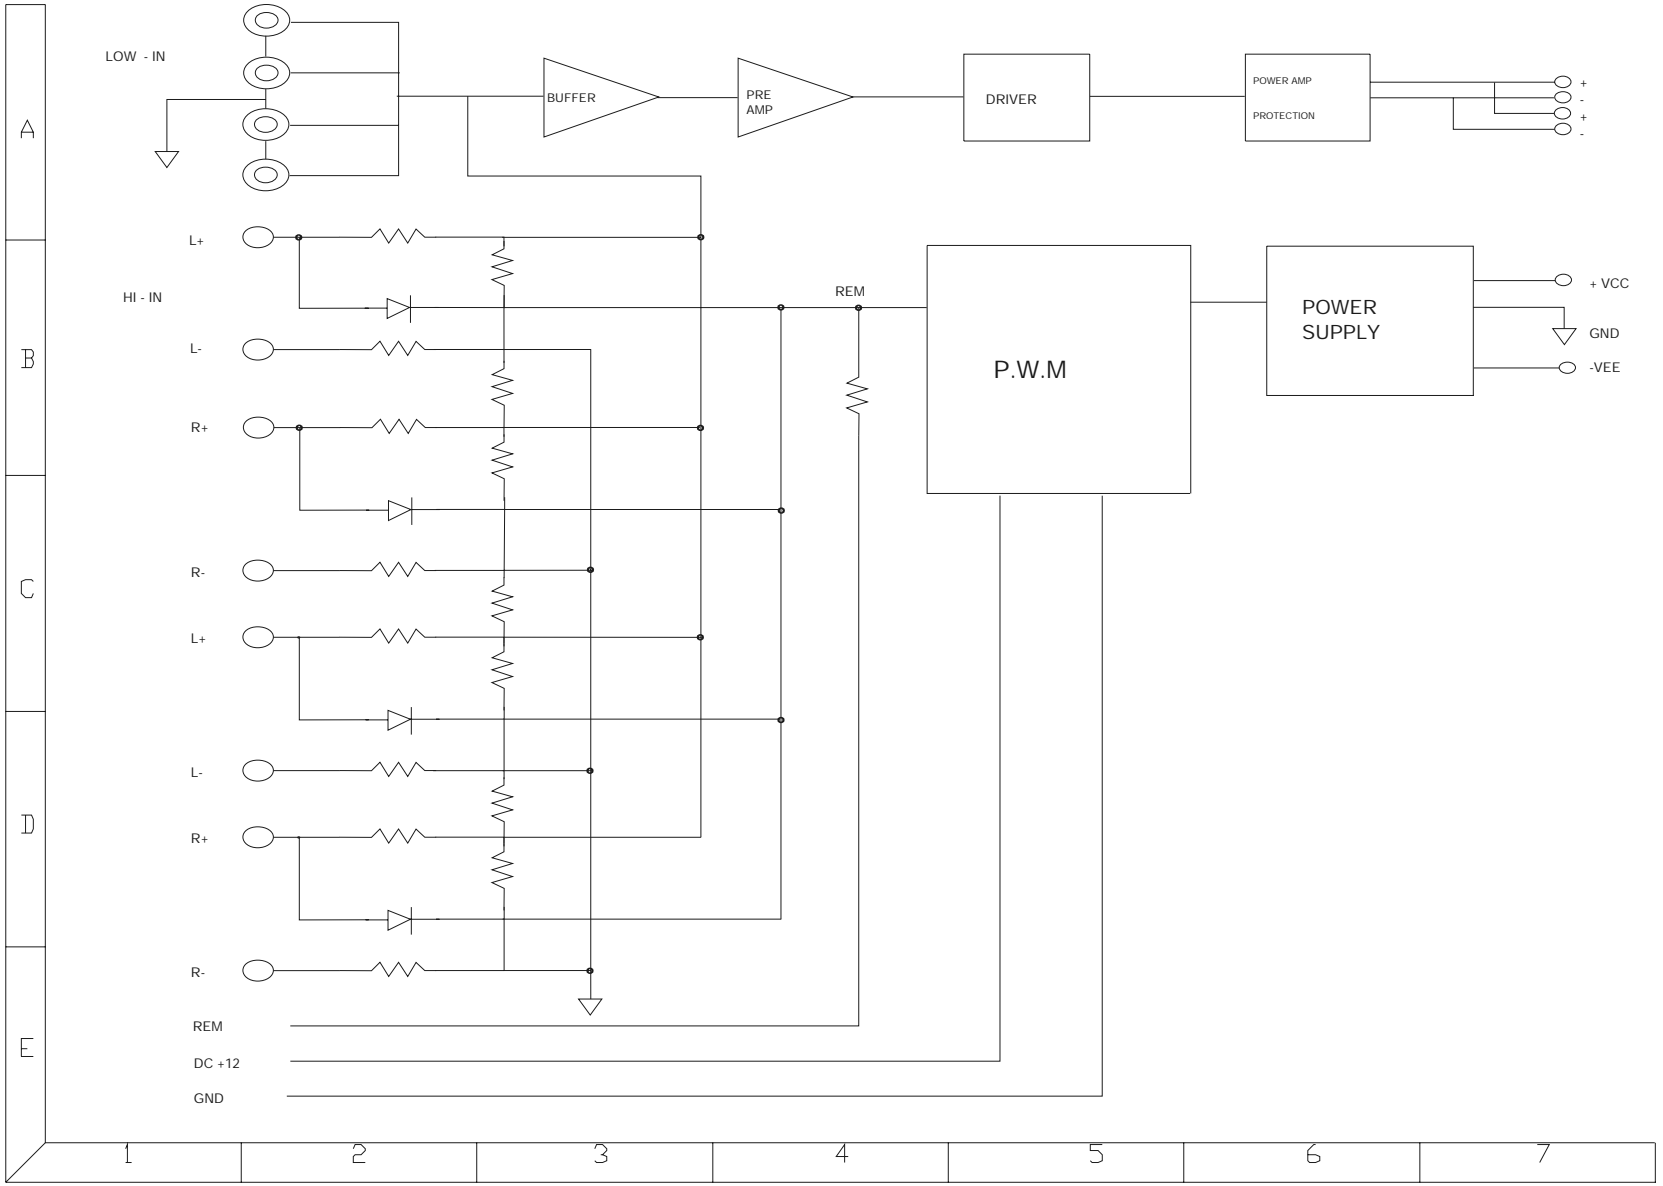 LOW - IN
BUFFER
PRE
AMP
DRIVER
POWER AMP
PROTECTION
+
-
+
-
A
L+
HI - IN
REM
L-
R+
B
P.W.M
POWER
SUPPLY
+ VCC
GND
-VEE
R-
L+
C
L-
R+
D
R-
REM
DC +12
GND
E
1
2
3
4
5
6
7